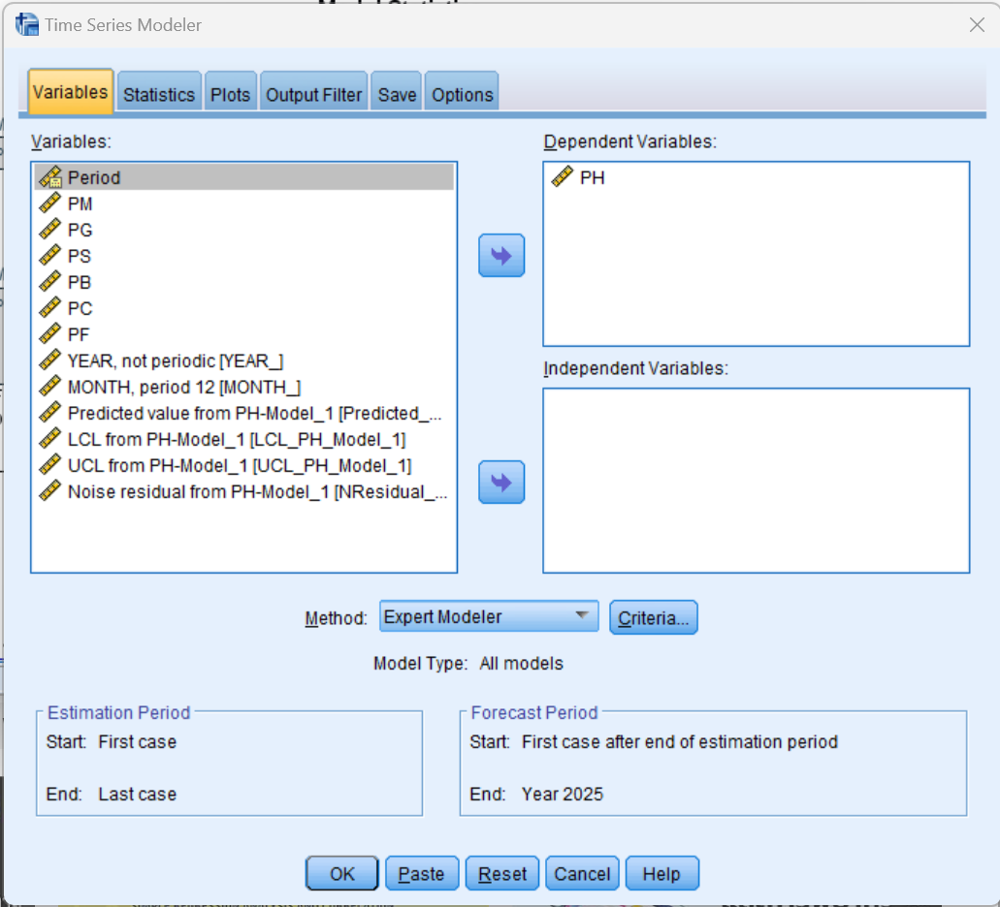 Time Series Modeler
Variables
Statistics
Plots
Output Filter
Save
Options
Variables:
Period
PM
PG
PS
PB
PC
PF
YEAR, not periodic [YEAR_]
MONTH, period 12 [MONTH_]
Predicted value from PH-Model_1 [Predicted_...
LCL from PH-Model_1 [LCL_PH_Model_1]
UCL from PH-Model_1 [UCL_PH_Model_1]
Noise residual from PH-Model_1 [NResidual_...
Dependent Variables:
PH
Independent Variables:
Method: Expert Modeler Criteria...
Model Type: All models
Estimation Period
Start: First case
End: Last case
Forecast Period
Start: First case after end of estimation period
End: Year 2025
OK Paste Reset Cancel Help